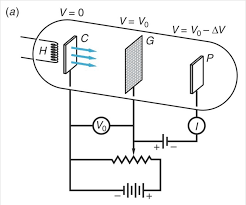 (a)
V = 0
V = V₀
V = V₀ – ΔV
C
G
H
P
V₀
I
+ –
– +